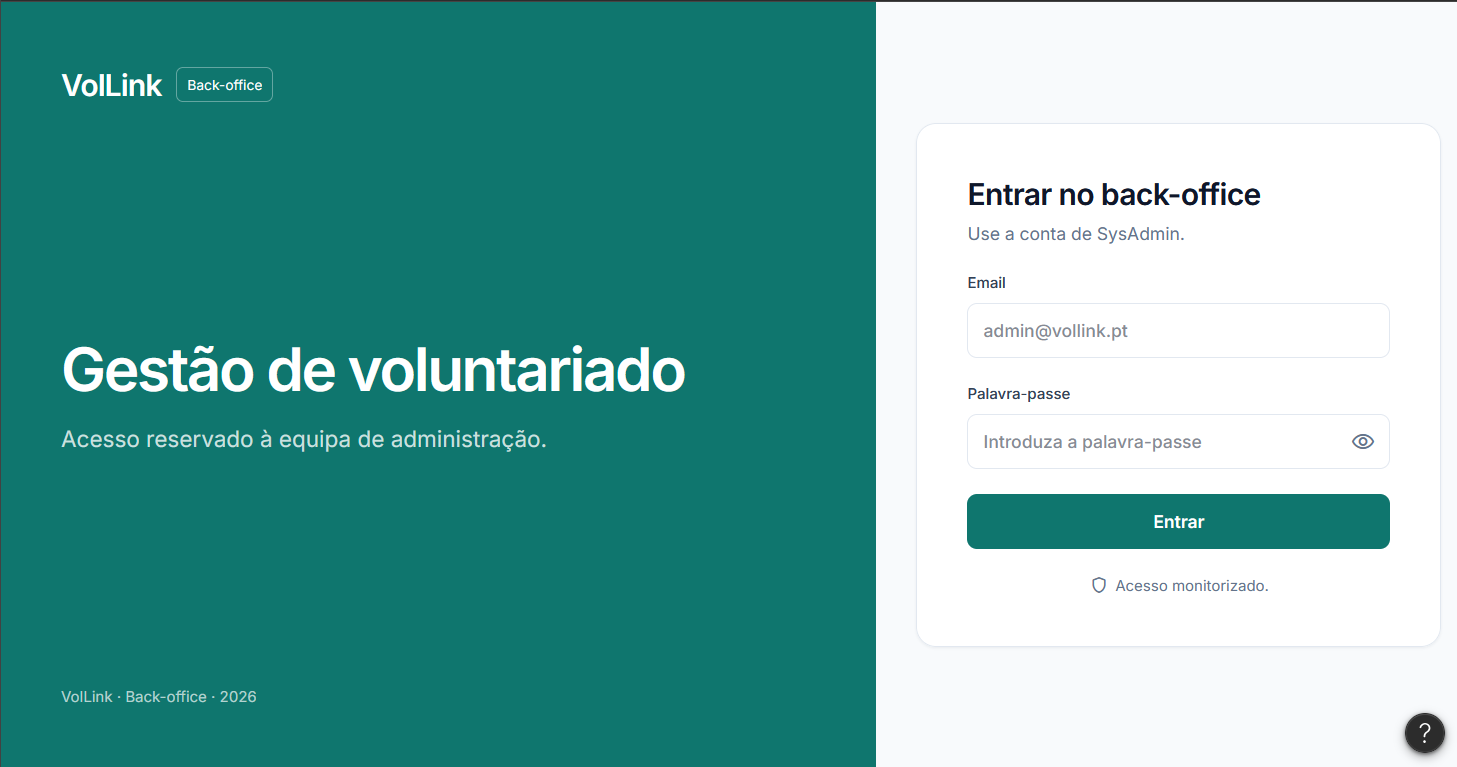 VolLink
Back-office
Gestão de voluntariado
Acesso reservado à equipa de administração.
VolLink · Back-office · 2026
Entrar no back-office
Use a conta de SysAdmin.
Email
admin@vollink.pt
Palavra-passe
Introduza a palavra-passe
Entrar
Acesso monitorizado.
?